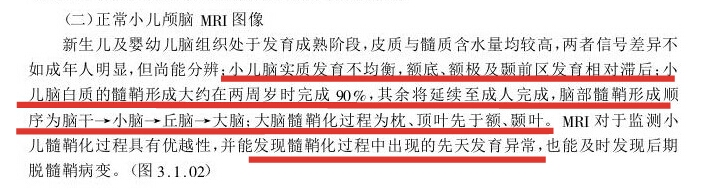 (二)正常小儿颅脑 MRI 图像
新生儿及婴幼儿脑组织处于发育成熟阶段,皮质与髓质含水量均较高,两者信号差异不
如成年人明显,但尚能分辨;小儿脑实质发育不均衡,额底、额极及颞前区发育相对滞后;小
儿脑白质的髓鞘形成大约在两周岁时完成 90%,其余将延续至成人完成,脑部髓鞘形成顺
序为脑干→小脑→丘脑→大脑;大脑髓鞘化过程为枕、顶叶先于额、颞叶。MRI 对于监测小
儿髓鞘化过程具有优越性,并能发现髓鞘化过程中出现的先天发育异常,也能及时发现后期
脱髓鞘病变。(图 3.1.02)